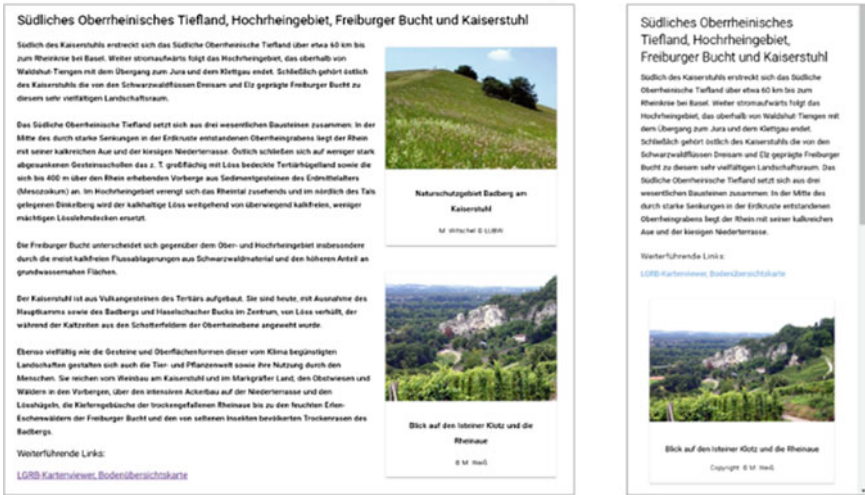 Südliches Oberrheinisches Tiefland, Hochrheingebiet, Freiburger Bucht und Kaiserstuhl
Südlich des Kaiserstuhls erstreckt sich das Südliche Oberrheinische Tiefland über etwa 60 km bis
zum Rheinknie bei Basel. Weiter stromaufwärts folgt das Hochrheingebiet, das oberhalb von
Waldshut-Tiengen mit dem Übergang zum Jura und dem Klettgau endet. Schließlich gehört östlich
des Kaiserstuhls die von den Schwarzwaldflüssen Dreisam und Elz geprägte Freiburger Bucht zu
diesem sehr vielfältigen Landschaftsraum.
Das Südliche Oberrheinische Tiefland setzt sich aus drei wesentlichen Bausteinen zusammen: In der
Mitte des durch starke Senkungen in der Erdkruste entstandenen Oberrheingrabens liegt der Rhein
mit seiner kalkreichen Aue und der kiesigen Niederterrasse. Östlich schließen sich auf weniger stark
abgesunkenen Gesteinsschollen das z. T. großflächig mit Löss bedeckte Tertiärhügelland sowie die
sich bis 400 m über den Rhein erhebenden Vorberge aus Sedimentgesteinen des Erdmittelalters
(Mesozoikum) an. Im Hochrheingebiet verengt sich das Rheintal zusehends und im nördlich des Tals
gelegenen Dinkelberg wird der kalkhaltige Löss weitgehend von überwiegend kalkfreien, weniger
mächtigen Lösslehmdecken ersetzt.
Die Freiburger Bucht unterscheidet sich gegenüber dem Ober- und Hochrheingebiet insbesondere
durch die meist kalkfreien Flussablagerungen aus Schwarzwaldmaterial und den höheren Anteil an
grundwassernahen Flächen.
Der Kaiserstuhl ist aus Vulkangesteinen des Tertiärs aufgebaut. Sie sind heute, mit Ausnahme des
Hauptkamms sowie des Badbergs und Haselschacher Bucks im Zentrum, von Löss verhüllt, der
während der Kaltzeiten aus den Schotterfeldern der Oberrheinebene angeweht wurde.
Ebenso vielfältig wie die Gesteine und Oberflächenformen dieser vom Klima begünstigten
Landschaften gestalten sich auch die Tier- und Pflanzenwelt sowie ihre Nutzung durch den
Menschen. Sie reichen vom Weinbau am Kaiserstuhl und im Markgräfler Land, den Obstwiesen und
Wäldern in den Vorbergen, über den intensiven Ackerbau auf der Niederterrasse und den
Lösshügeln, die Kieferngebüsche der trockengefallenen Rheinaue bis zu den feuchten Erlen-
Eschenwäldern der Freiburger Bucht und den von seltenen Insekten bevölkerten Trockenrasen des
Badbergs.
Weiterführende Links:
LGRB-Kartenviewer, Bodenübersichtskarte
Naturschutzgebiet Badberg am
Kaiserstuhl
M. Witschel © LUBW
Blick auf den Isteiner Klotz und die
Rheinaue
© M. Weiß
Südliches Oberrheinisches
Tiefland, Hochrheingebiet,
Freiburger Bucht und Kaiserstuhl
Südlich des Kaiserstuhls erstreckt sich das Südliche
Oberrheinische Tiefland über etwa 60 km bis zum
Rheinknie bei Basel. Weiter stromaufwärts folgt das
Hochrheingebiet, das oberhalb von Waldshut-Tiengen mit
dem Übergang zum Jura und dem Klettgau endet.
Schließlich gehört östlich des Kaiserstuhls die von den
Schwarzwaldflüssen Dreisam und Elz geprägte Freiburger
Bucht zu diesem sehr vielfältigen Landschaftsraum. Das
Südliche Oberrheinische Tiefland setzt sich aus drei
wesentlichen Bausteinen zusammen: In der Mitte des
durch starke Senkungen in der Erdkruste entstandenen
Oberrheingrabens liegt der Rhein mit seiner kalkreichen
Aue und der kiesigen Niederterrasse.
Weiterführende Links:
LGRB-Kartenviewer, Bodenübersichtskarte
Blick auf den Isteiner Klotz und die Rheinaue
Copyright: © M. Weiß